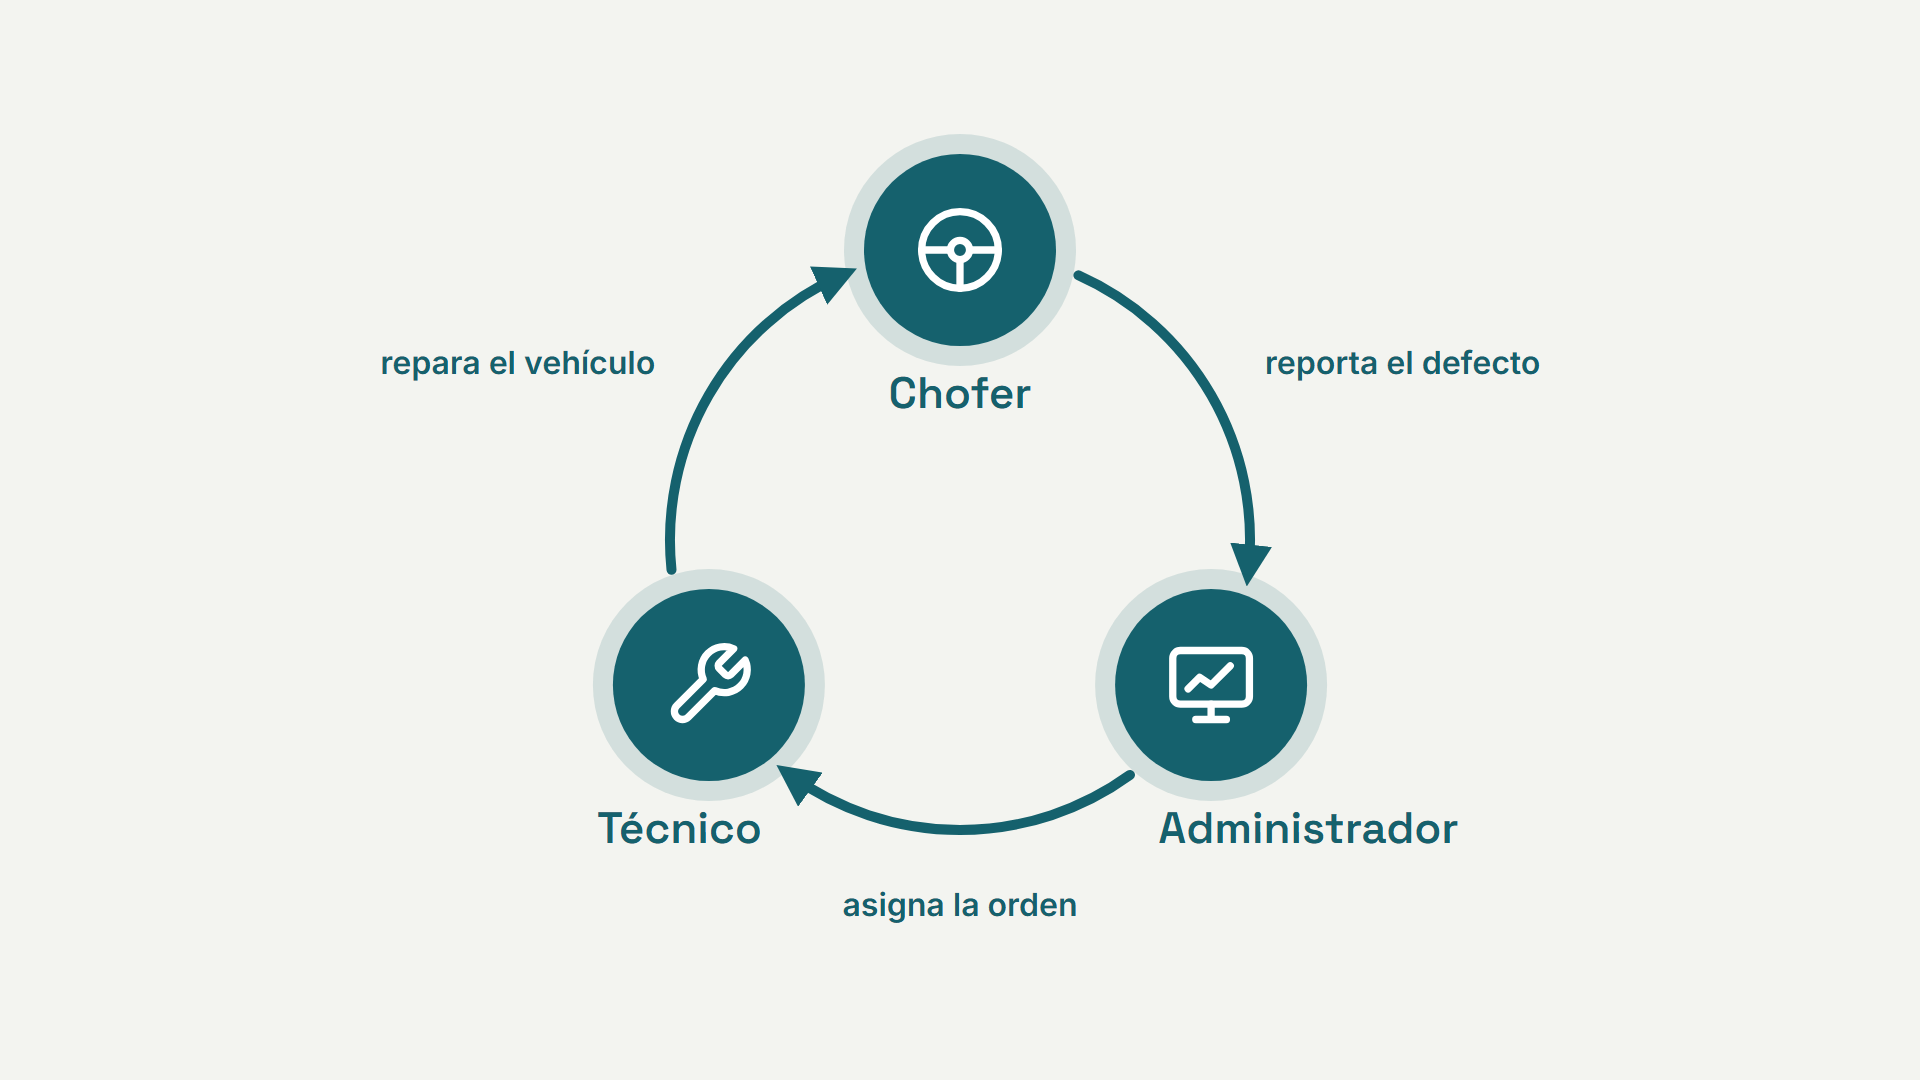 repara el vehículo
reporta el defecto
Chofer
Técnico
Administrador
asigna la orden